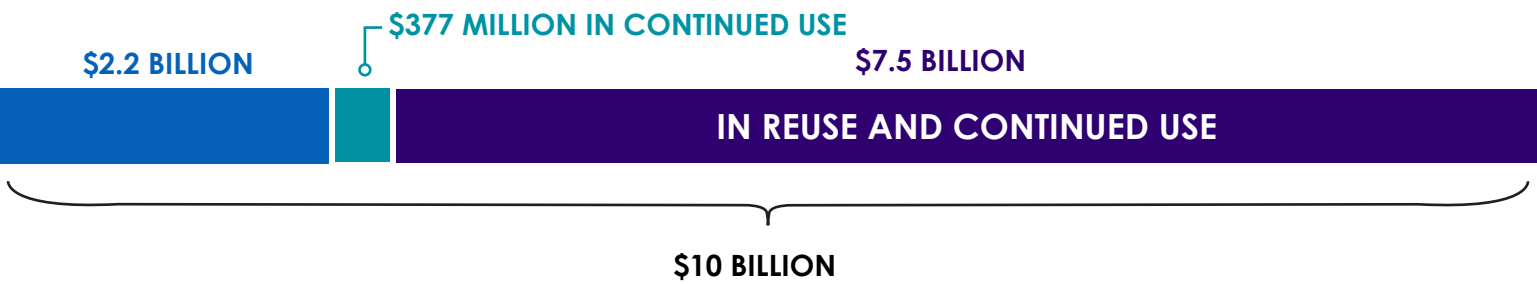 $377 MILLION IN CONTINUED USE
$2.2 BILLION
$7.5 BILLION
IN REUSE AND CONTINUED USE
$10 BILLION